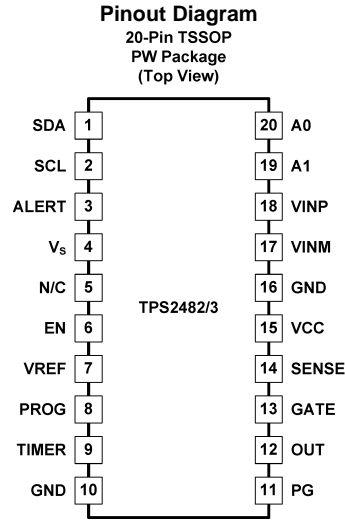 Pinout Diagram
20-Pin TSSOP
PW Package
(Top View)
SDA 1 20 A0
SCL 2 19 A1
ALERT 3 18 VINP
VS 4 17 VINM
N/C 5 16 GND
TPS2482/3
EN 6 15 VCC
VREF 7 14 SENSE
PROG 8 13 GATE
TIMER 9 12 OUT
GND 10 11 PG